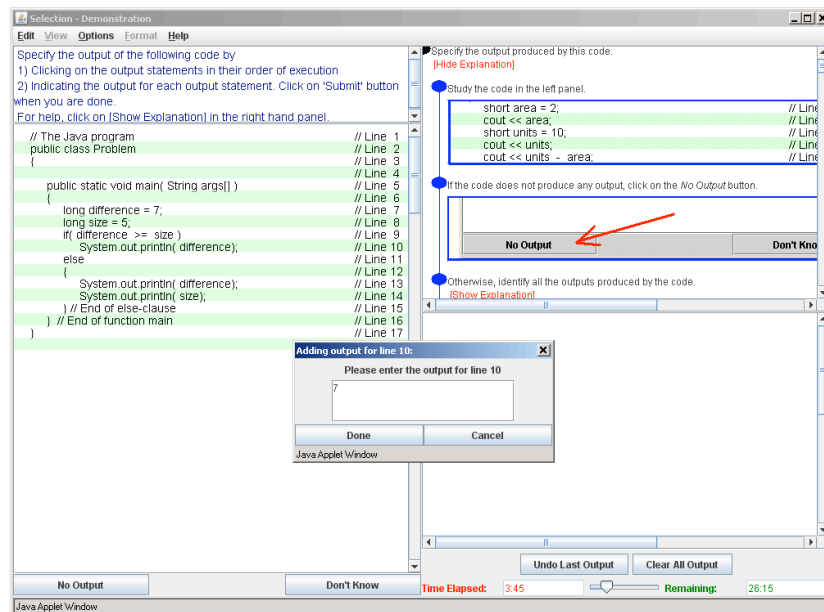 Selection - Demonstration
Edit View Options Format Help
Specify the output of the following code by
1) Clicking on the output statements in their order of execution
2) Indicating the output for each output statement. Click on 'Submit' button
when you are done.
For help, click on [Show Explanation] in the right hand panel.
// The Java program // Line 1
public class Problem // Line 2
{ // Line 3
// Line 4
public static void main( String args[] ) // Line 5
{ // Line 6
long difference = 7; // Line 7
long size = 5; // Line 8
if( difference >= size ) // Line 9
System.out.println( difference); // Line 10
else // Line 11
{ // Line 12
System.out.println( difference); // Line 13
System.out.println( size); // Line 14
} // End of else-clause // Line 15
} // End of function main // Line 16
} // Line 17
No Output Don't Know
Specify the output produced by this code.
[Hide Explanation]
Study the code in the left panel.
short area = 2; // Line
cout << area; // Line
short units = 10; // Line
cout << units; // Line
cout << units - area; // Line
If the code does not produce any output, click on the No Output button.
No Output Don't Kno
Otherwise, identify all the outputs produced by the code.
[Show Explanation]
Adding output for line 10:
Please enter the output for line 10
7
Done Cancel
Java Applet Window
Undo Last Output Clear All Output
Time Elapsed: 3:45 Remaining: 26:15
Java Applet Window